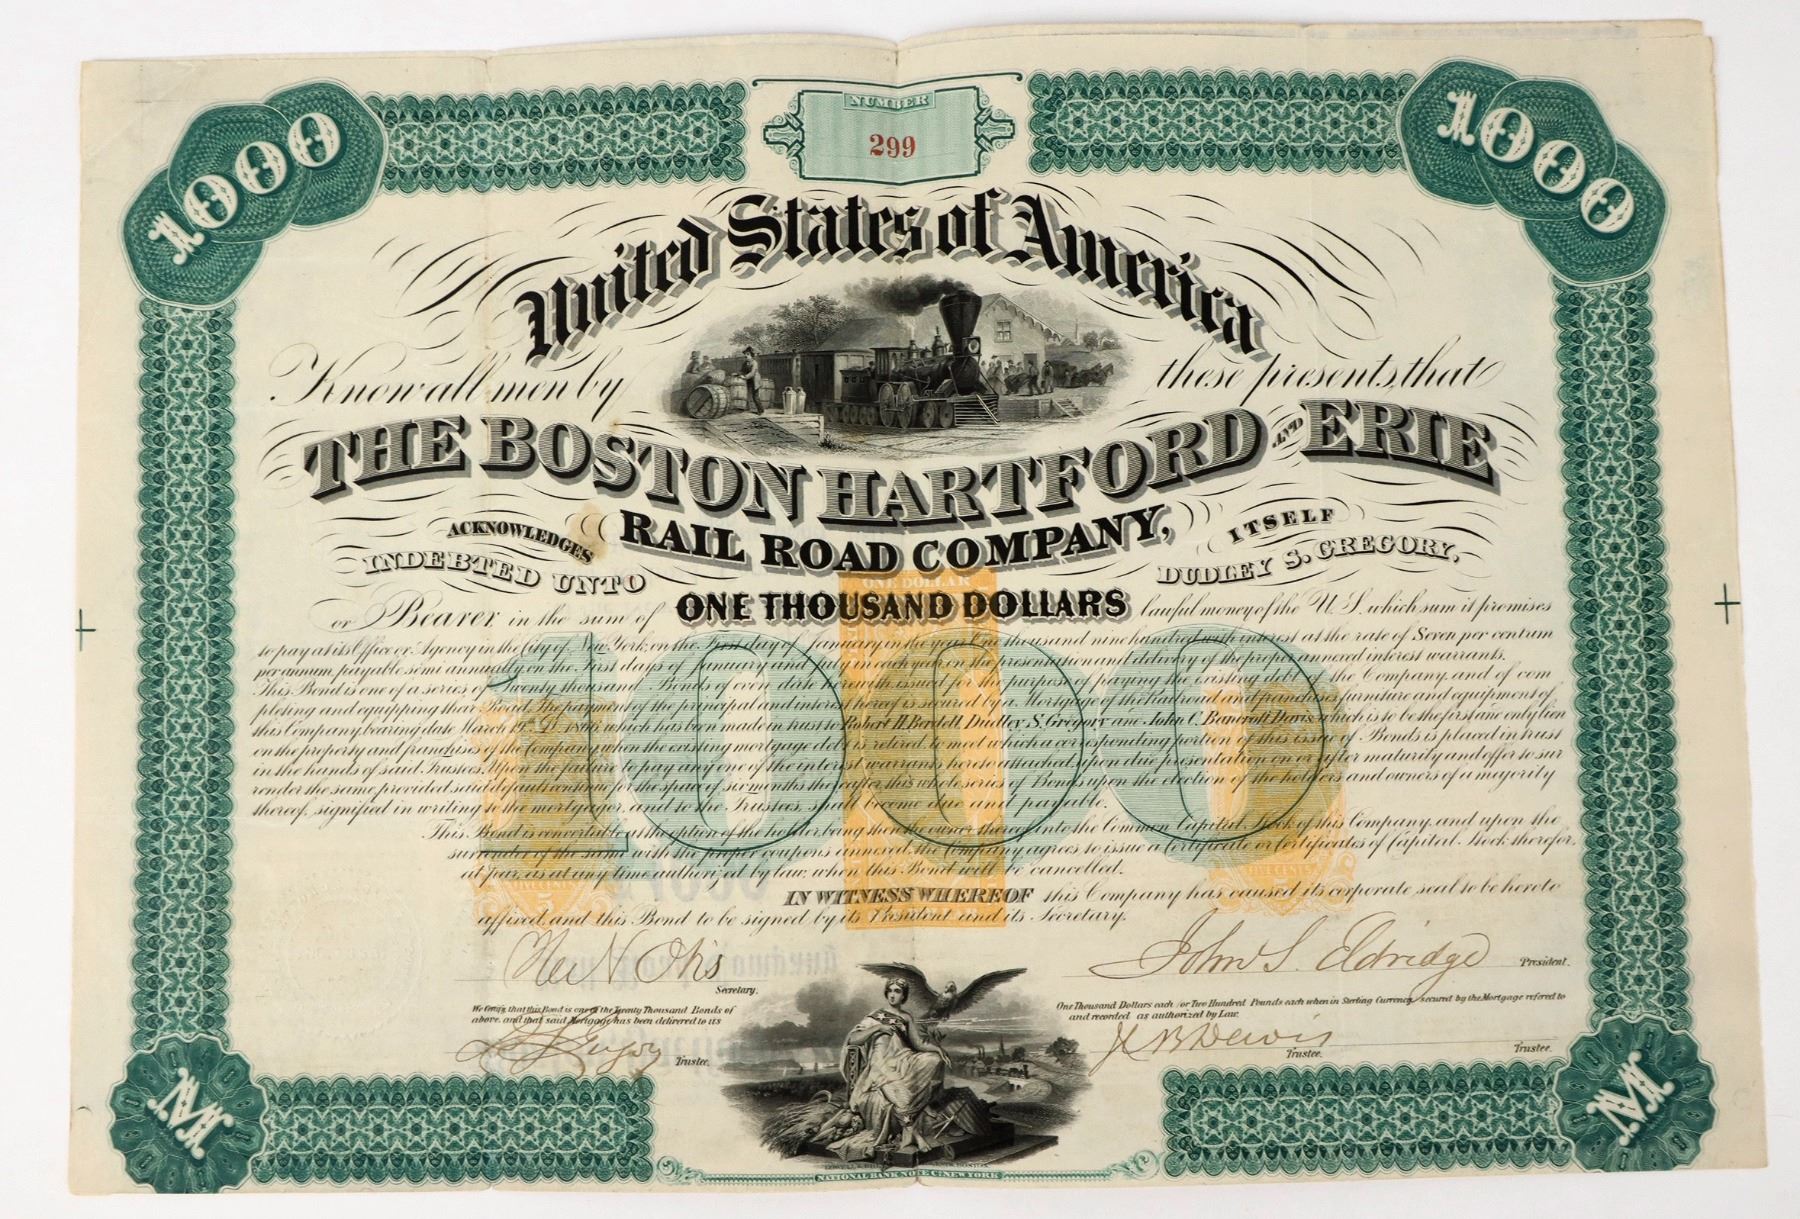 1000
NUMBER
299
1000
United States of America
Know all men by these presents, that
THE BOSTON HARTFORD AND ERIE
RAIL ROAD COMPANY,
ACKNOWLEDGES ITSELF
INDEBTED UNTO DUDLEY S. GREGORY,
ONE DOLLAR
or Bearer in the sum of ONE THOUSAND DOLLARS lawful money of the U.S. which sum it promises
to pay at its Office or Agency in the City of New York, on the First day of January in the year One thousand nine hundred with interest at the rate of Seven per centum
per annum, payable semi annually on the First days of January and July in each year, on the presentation and delivery of the proper annexed interest warrants.
This Bond is one of a series of Twenty thousand Bonds of even date herewith issued for the purpose of paying the existing debt of the Company, and of com
pleting and equipping their Road. The payment of the principal and interest hereof is secured by a Mortgage of the Railroad and franchises, furniture and equipment of
this Company, bearing date March 19th which has been made in trust to Robert H. Berdell, Dudley S. Gregory and John C. Bancroft Davis, which is to be the first and only lien
on the property and franchises of the Company when the existing mortgage debt is retired, to meet which a corresponding portion of this issue of Bonds is placed in trust
in the hands of said Trustees. Upon the failure to pay any one of the interest warrants hereto attached, upon due presentation on or after maturity and offer to sur
render the same, provided said default continue for the space of six months thereafter, this whole series of Bonds upon the election of the holders and owners of a majority
thereof, signified in writing to the mortgagor, and to the Trustees, shall become due and payable.
1000
This Bond is convertible, at the option of the holder being then the owner thereof, into the Common Capital Stock of this Company, and upon the
surrender of the same with the proper coupons annexed, the Company agrees to issue a Certificate or Certificates of Capital Stock therefor,
at par, as at any time authorized by law, when this Bond will be cancelled.
FIVE CENTS
5
FIVE CENTS
5
IN WITNESS WHEREOF this Company has caused its corporate seal to be hereto
affixed, and this Bond to be signed by its President and its Secretary.
Otis
Secretary.
John S. Eldridge President.
We Certify that this Bond is one of the Twenty Thousand Bonds of One Thousand Dollars each /or Two Hundred Pounds each when in Sterling Currency/ secured by the Mortgage referred to
above, and that said Mortgage has been delivered to us and recorded as authorized by Law.
Trustee. Trustee. Trustee.
M
M
NATIONAL BANK NOTE CO. NEW YORK